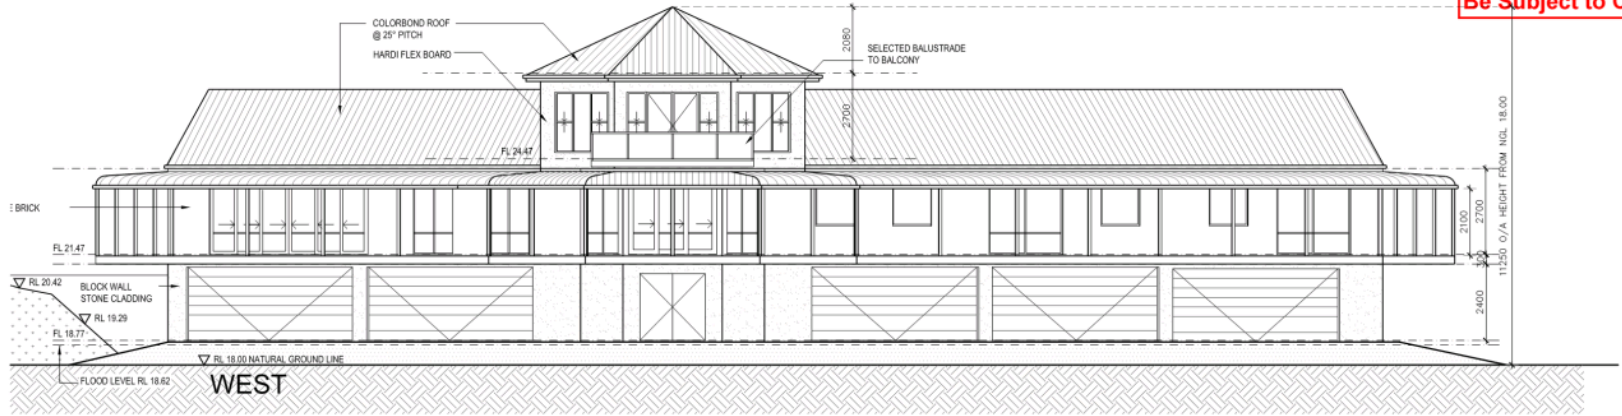 Be Subject to C
COLORBOND ROOF
@ 25° PITCH
HARDI FLEX BOARD
2080
SELECTED BALUSTRADE
TO BALCONY
2700
FL 24.47
E BRICK
2100
2700
11250 O/A HEIGHT FROM NGL 18.00
FL 21.47
300
RL 20.42
BLOCK WALL
STONE CLADDING
RL 19.29
2400
FL 18.77
RL 18.00 NATURAL GROUND LINE
FLOOD LEVEL RL 18.62
WEST